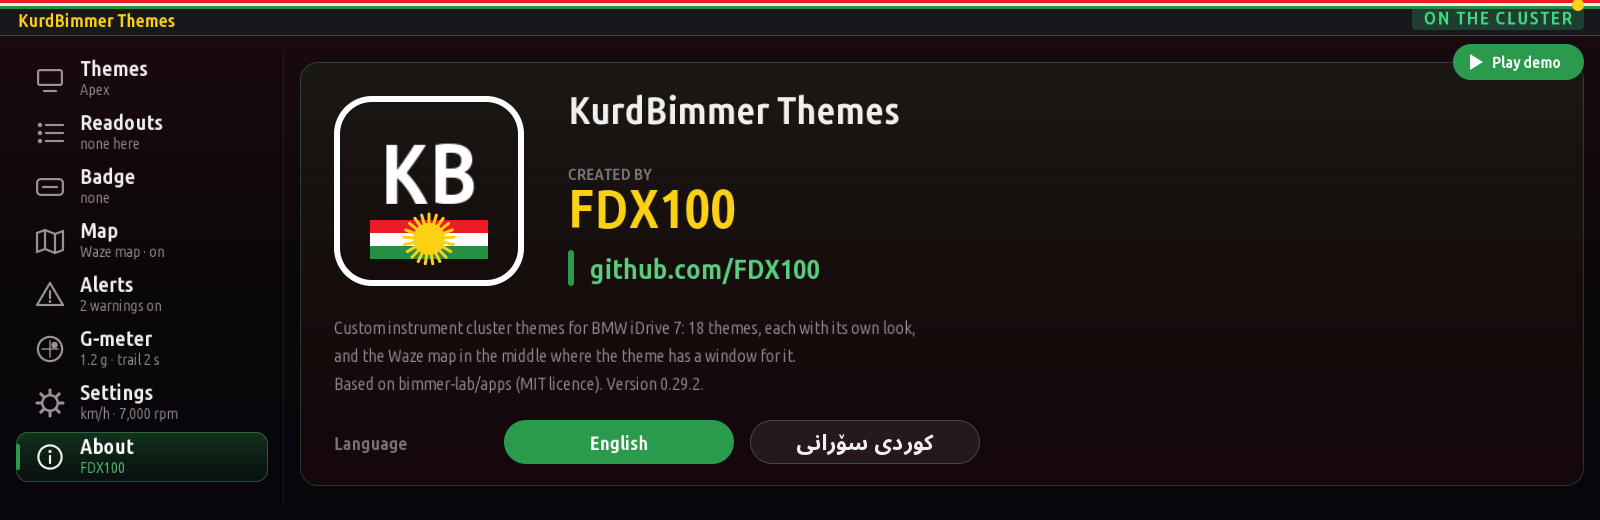 KurdBimmer Themes
ON THE CLUSTER
Play demo
Themes
Apex
Readouts
none here
Badge
none
Map
Waze map · on
Alerts
2 warnings on
G-meter
1.2 g · trail 2 s
Settings
km/h · 7,000 rpm
About
FDX100
KB
KurdBimmer Themes
CREATED BY
FDX100
github.com/FDX100
Custom instrument cluster themes for BMW iDrive 7: 18 themes, each with its own look,
and the Waze map in the middle where the theme has a window for it.
Based on bimmer-lab/apps (MIT licence). Version 0.29.2.
Language
English
کوردی سۆرانی